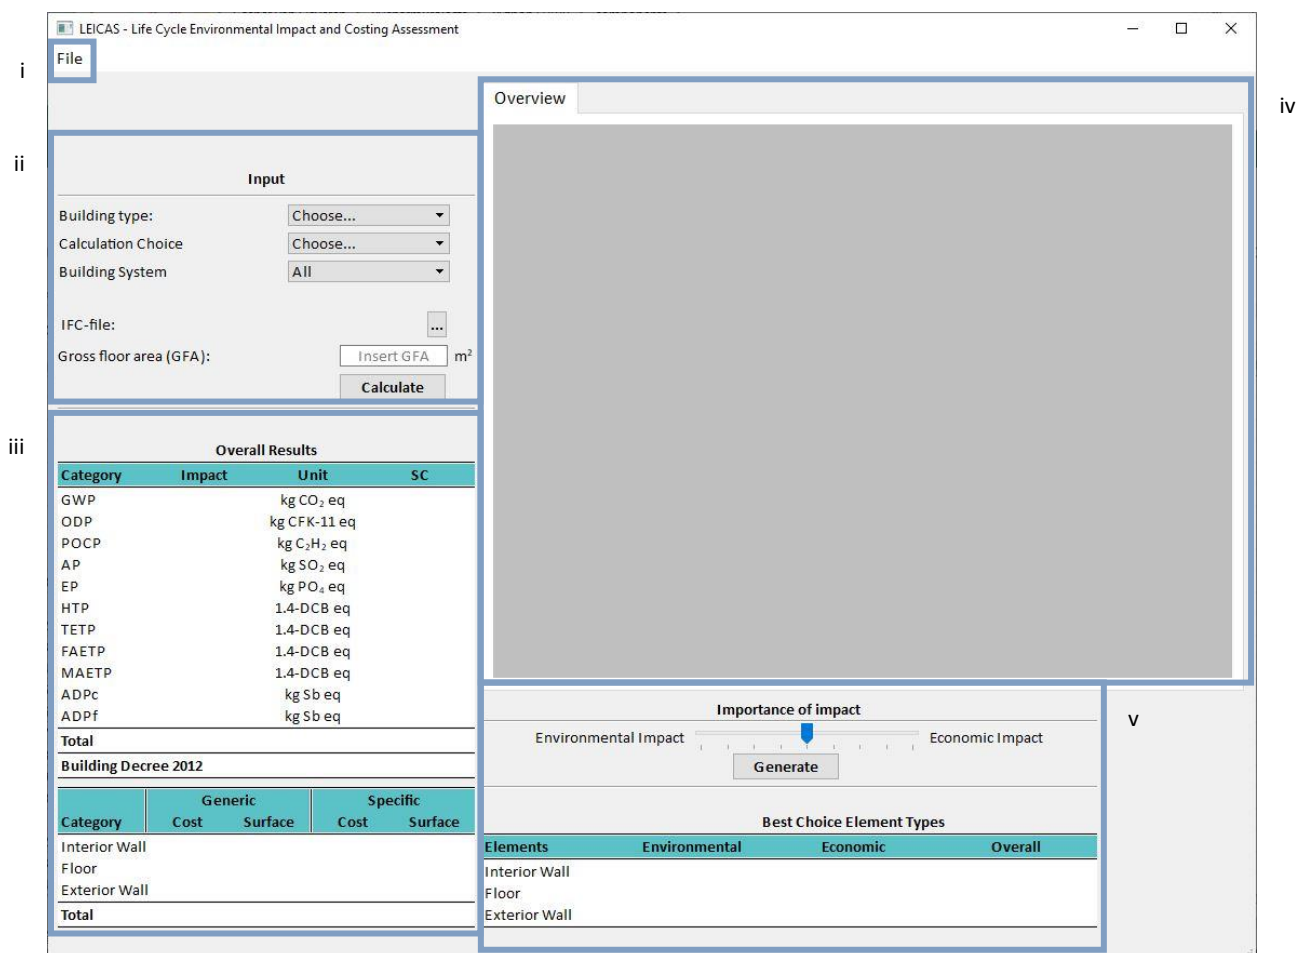 LEICAS - Life Cycle Environmental Impact and Costing Assessment
File
i
Overview
iv
ii
Input
Building type: Choose...
Calculation Choice Choose...
Building System All
IFC-file: ...
Gross floor area (GFA): Insert GFA m²
Calculate
iii
Overall Results
Category Impact Unit SC
GWP kg CO₂ eq
ODP kg CFK-11 eq
POCP kg C₂H₂ eq
AP kg SO₂ eq
EP kg PO₄ eq
HTP 1.4-DCB eq
TETP 1.4-DCB eq
FAETP 1.4-DCB eq
MAETP 1.4-DCB eq
ADPc kg Sb eq
ADPf kg Sb eq
Total
Building Decree 2012
Generic Specific
Category Cost Surface Cost Surface
Interior Wall
Floor
Exterior Wall
Total
Importance of impact
v
Environmental Impact Economic Impact
Generate
Best Choice Element Types
Elements Environmental Economic Overall
Interior Wall
Floor
Exterior Wall